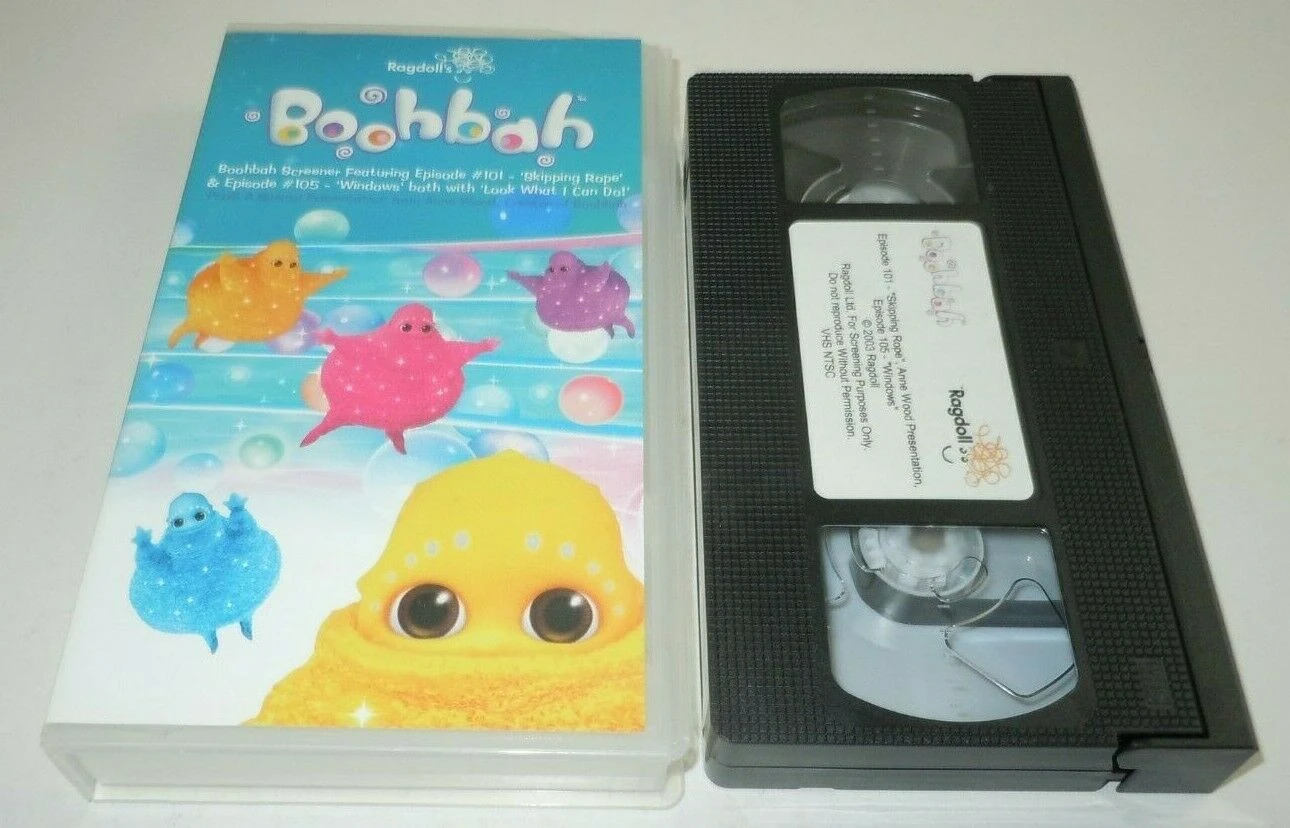 Ragdoll's
Boohbah™
Boohbah Screener Featuring Episode #101 - 'Skipping Rope'
& Episode #105 - 'Windows' both with 'Look What I Can Do!'
Boohbah
Ragdoll's
Episode 101 - "Skipping Rope", Anne Wood Presentation,
Episode 105 - "Windows"
© 2003 Ragdoll
Ragdoll Ltd. For Screening Purposes Only.
Do not reproduce Without Permission.
VHS NTSC